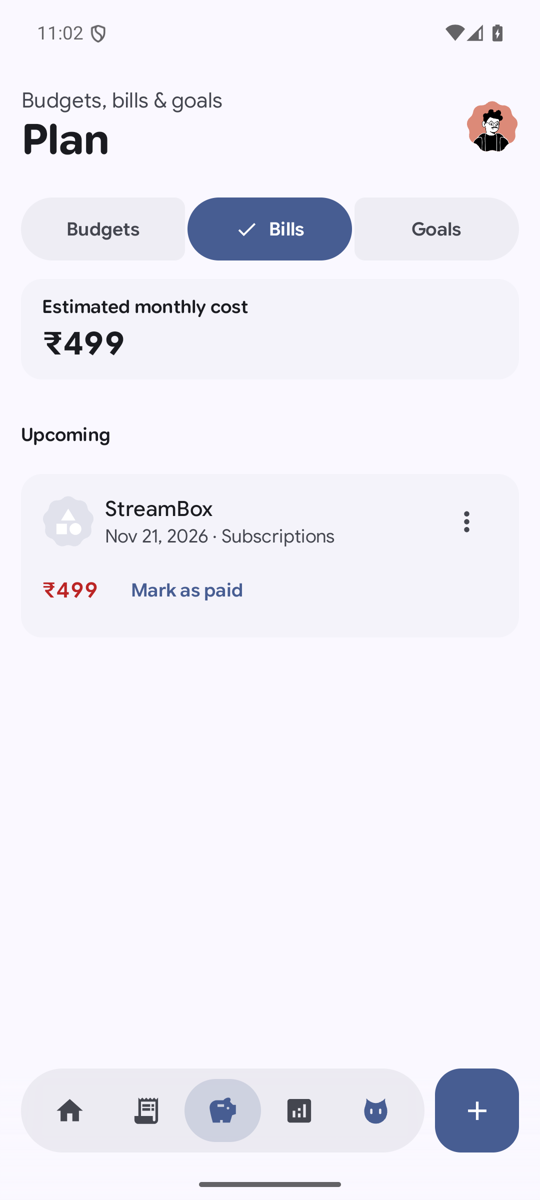 11:02
Budgets, bills & goals
Plan
Budgets
Bills
Goals
Estimated monthly cost
₹499
Upcoming
StreamBox
Nov 21, 2026 · Subscriptions
₹499
Mark as paid